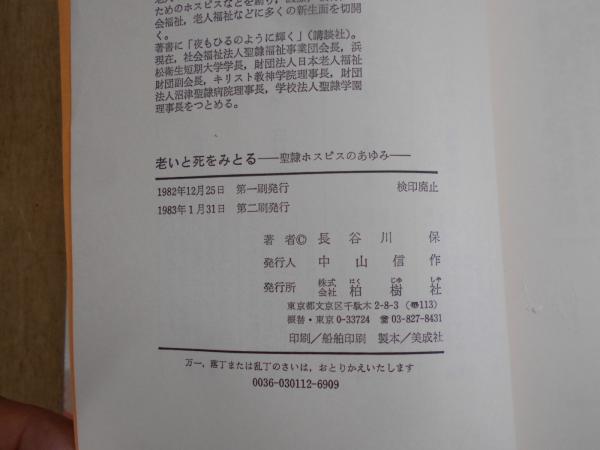 ためのホスピスなどを創り,
会福祉, 老人福祉などに多くの新生面を切開
く。
著書に「夜もひるのように輝く」(講談社)。
現在, 社会福祉法人聖隷福祉事業団会長, 浜
松衛生短期大学学長, 財団法人日本老人福祉
財団副会長, キリスト教神学院理事長, 財団
法人沼津聖隷病院理事長, 学校法人聖隷学園
理事長をつとめる。
老いと死をみとる――聖隷ホスピスのあゆみ――
1982年12月25日 第一刷発行 検印廃止
1983年1月31日 第二刷発行
著者© 長谷川 保
発行人 中山信作
発行所 株式会社 柏樹社
はく じゅ しゃ
東京都文京区千駄木2-8-3 (〠113)
振替・東京0-33724 ☎03-827-8431
印刷/船舶印刷 製本/美成社
万一, 落丁または乱丁のさいは, おとりかえいたします
0036-030112-6909